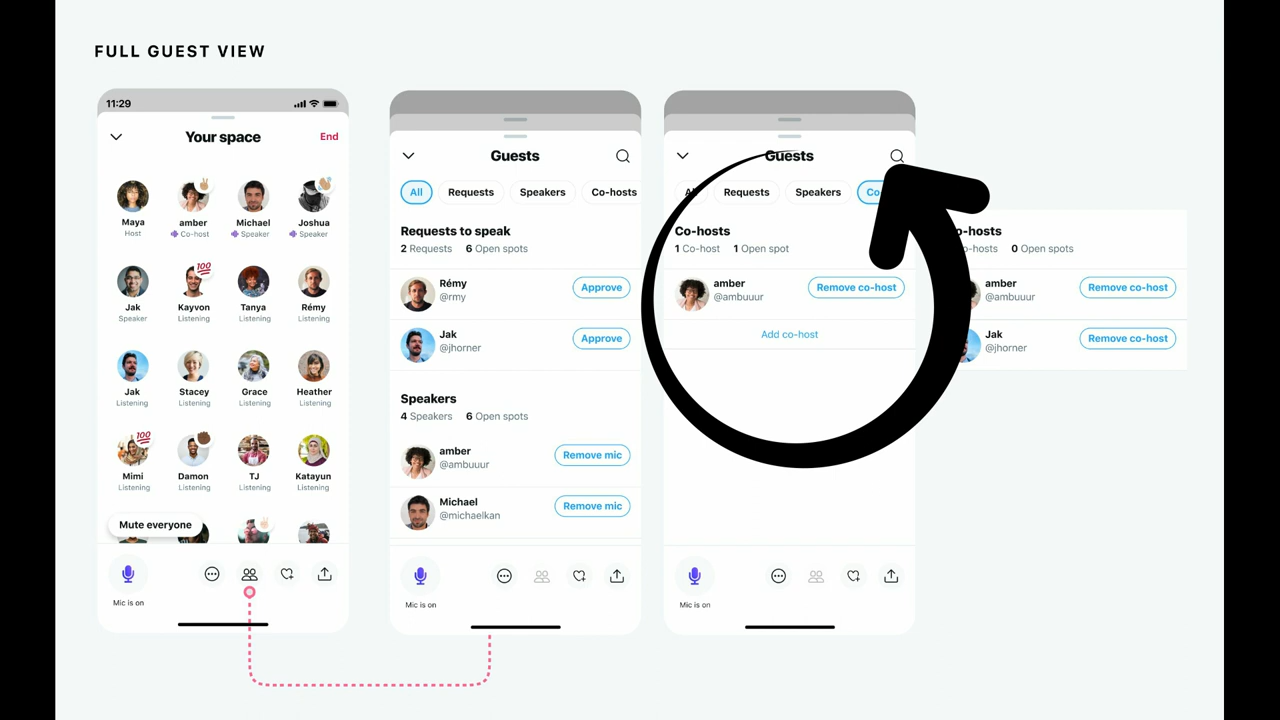 FULL GUEST VIEW
11:29
Your space
End
Maya
Host
amber
Co-host
Michael
Speaker
Joshua
Speaker
Jak
Speaker
Kayvon
Listening
Tanya
Listening
Rémy
Listening
Jak
Listening
Stacey
Listening
Grace
Listening
Heather
Listening
Mimi
Listening
Damon
Listening
TJ
Listening
Katayun
Listening
100
100
Mute everyone
Mic is on
Guests
All
Requests
Speakers
Co-hosts
Requests to speak
2 Requests 6 Open spots
Rémy
@rmy
Approve
Jak
@jhorner
Approve
Speakers
4 Speakers 6 Open spots
amber
@ambuuur
Remove mic
Michael
@michaelkan
Remove mic
Mic is on
Guests
Requests
Speakers
Co
Co-hosts
1 Co-host 1 Open spot
amber
@ambuuur
Remove co-host
Add co-host
Mic is on
o-hosts
o-hosts 0 Open spots
amber
@ambuuur
Remove co-host
Jak
@jhorner
Remove co-host